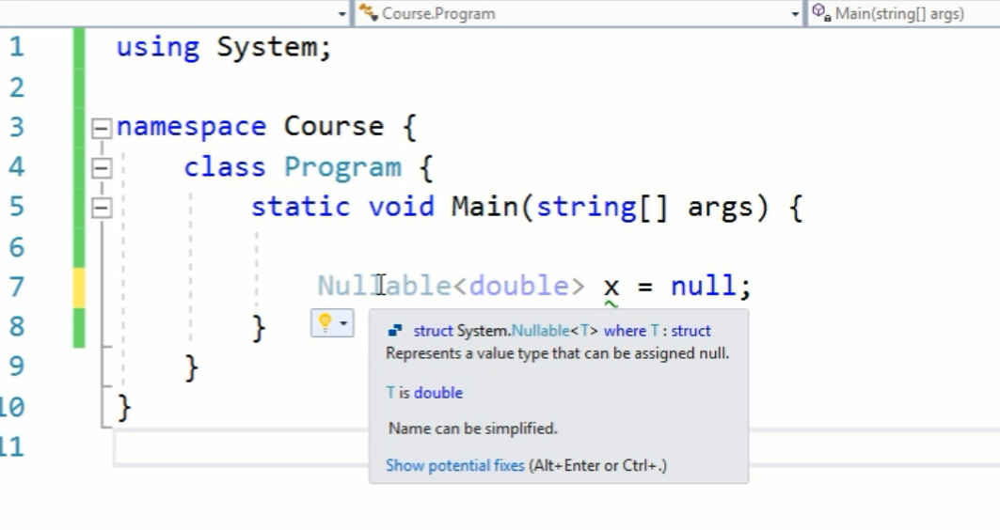 Course.Program Main(string[] args)
1 using System;
2
3 namespace Course {
4 class Program {
5 static void Main(string[] args) {
6
7 Nullable<double> x = null;
8 }
struct System.Nullable<T> where T : struct
Represents a value type that can be assigned null.
T is double
Name can be simplified.
Show potential fixes (Alt+Enter or Ctrl+.)
9 }
10 }
11